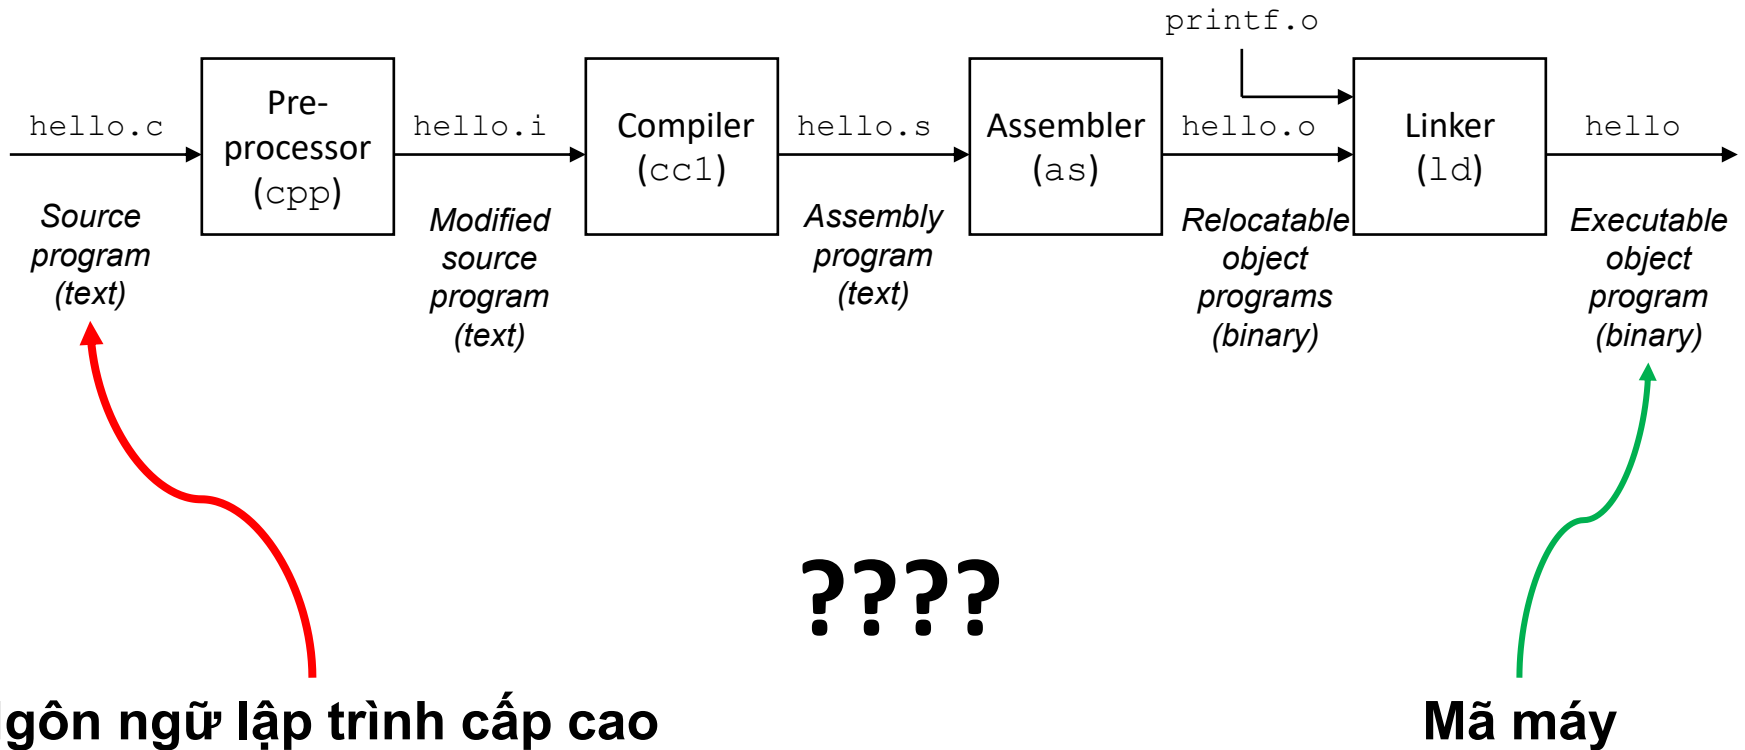 printf.o
hello.c
Pre-
processor
(cpp)
hello.i
Compiler
(cc1)
hello.s
Assembler
(as)
hello.o
Linker
(ld)
hello
Source
program
(text)
Modified
source
program
(text)
Assembly
program
(text)
Relocatable
object
programs
(binary)
Executable
object
program
(binary)
????
gôn ngữ lập trình cấp cao
Mã máy